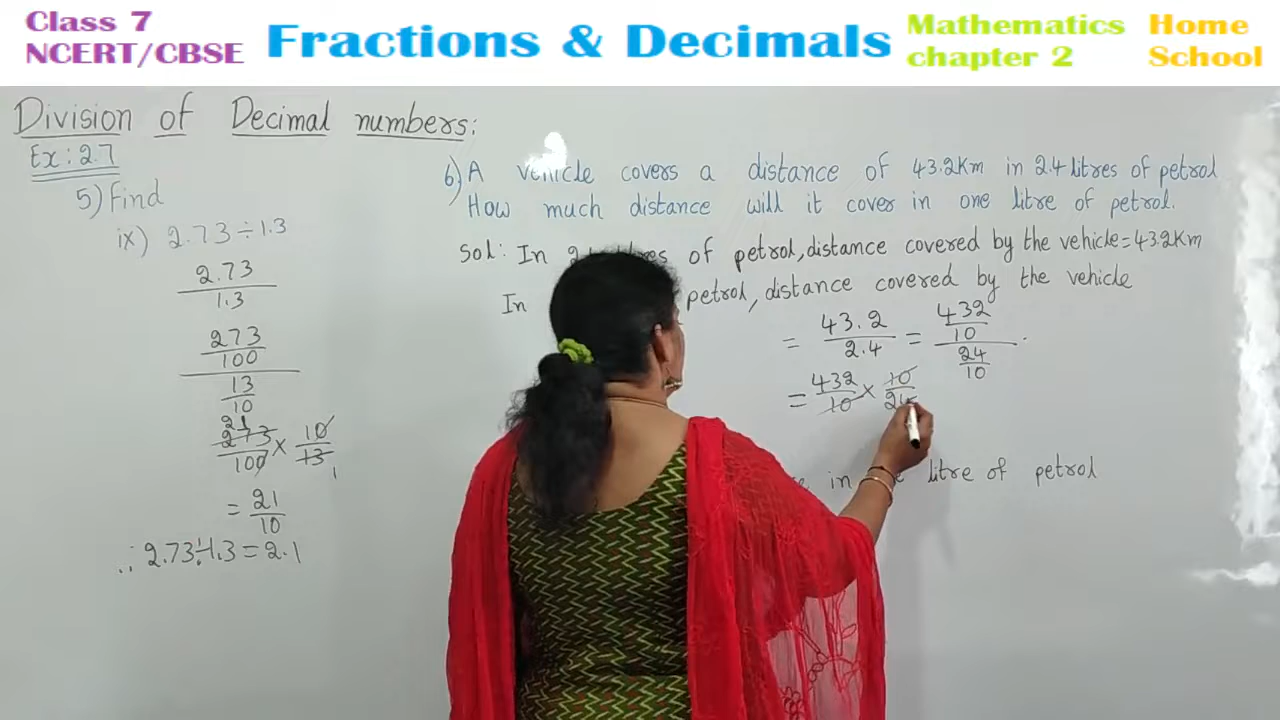 Class 7
NCERT/CBSE
Fractions & Decimals
Mathematics
chapter 2
Home
School
Division of Decimal numbers:
Ex: 2.7
5) Find
ix) 2.73 ÷ 1.3
2.73
1.3
273
100
13
10
21
273 × 10
100 13
1
= 21
10
∴ 2.73 ÷ 1.3 = 2.1
6) A vehicle covers a distance of 43.2Km in 2.4 litres of petrol
How much distance will it cover in one litre of petrol.
Sol: In of petrol, distance covered by the vehicle = 43.2Km
In petrol, distance covered by the vehicle
= 43.2 = 432
2.4 10
24
10
= 432 × 10
10 24
in litre of petrol